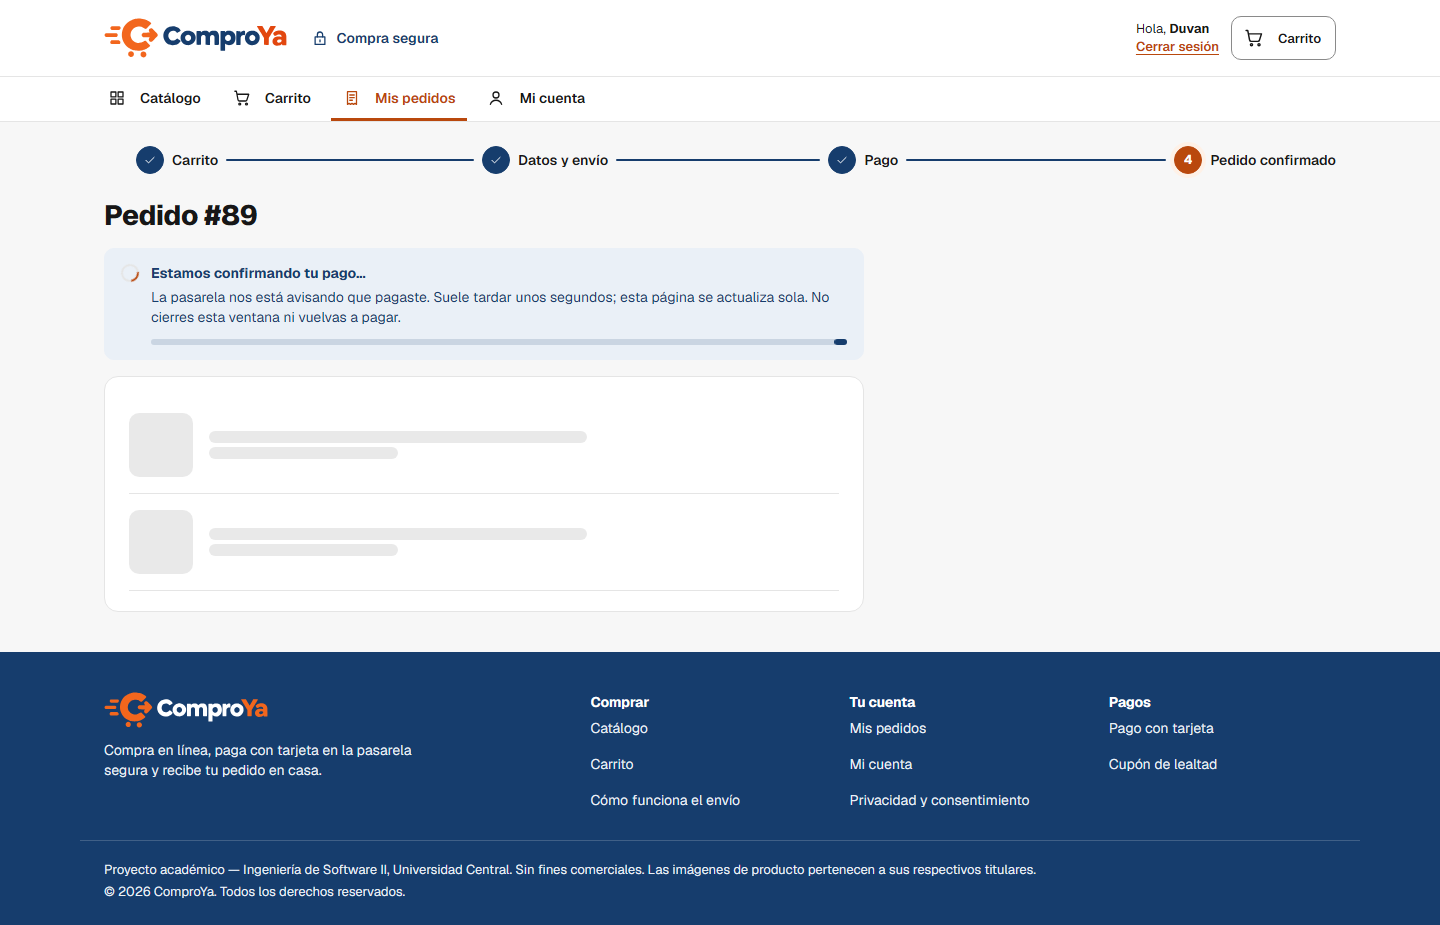 ComproYa
Compra segura
Hola, Duvan
Cerrar sesión
Carrito
Catálogo
Carrito
Mis pedidos
Mi cuenta
Carrito
Datos y envío
Pago
4
Pedido confirmado
Pedido #89
Estamos confirmando tu pago...
La pasarela nos está avisando que pagaste. Suele tardar unos segundos; esta página se actualiza sola. No
cierres esta ventana ni vuelvas a pagar.
ComproYa
Compra en línea, paga con tarjeta en la pasarela
segura y recibe tu pedido en casa.
Comprar
Catálogo
Carrito
Cómo funciona el envío
Tu cuenta
Mis pedidos
Mi cuenta
Privacidad y consentimiento
Pagos
Pago con tarjeta
Cupón de lealtad
Proyecto académico — Ingeniería de Software II, Universidad Central. Sin fines comerciales. Las imágenes de producto pertenecen a sus respectivos titulares.
© 2026 ComproYa. Todos los derechos reservados.